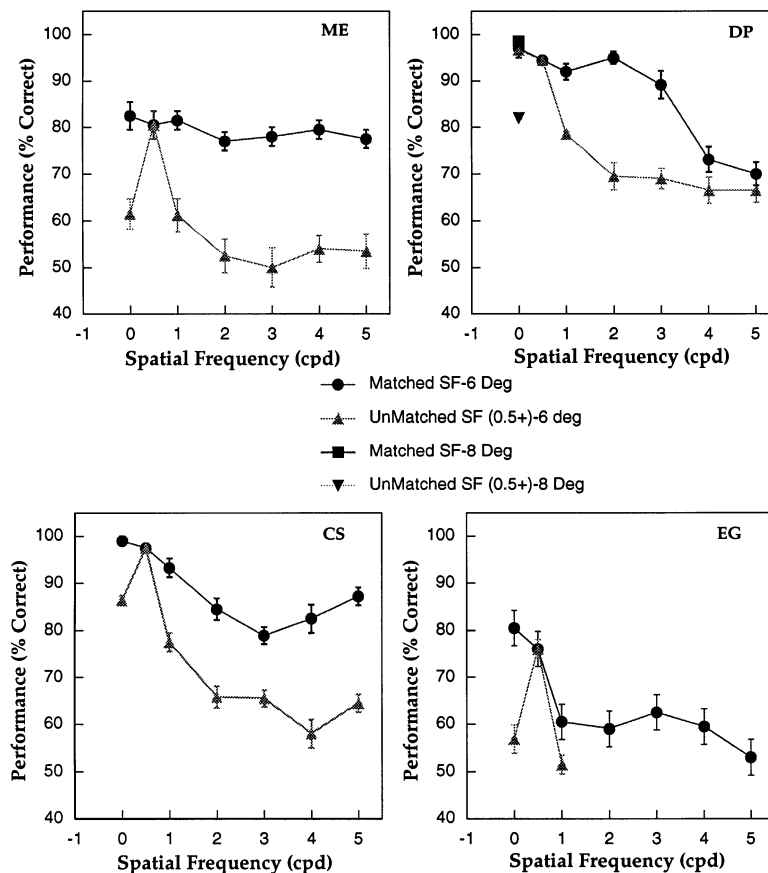 ME
100
90
80
70
60
50
40
Performance (% Correct)
-1 0 1 2 3 4 5
Spatial Frequency (cpd)
DP
100
90
80
70
60
50
40
Performance (% Correct)
-1 0 1 2 3 4 5
Spatial Frequency (cpd)
Matched SF-6 Deg
UnMatched SF (0.5+)-6 deg
Matched SF-8 Deg
UnMatched SF (0.5+)-8 Deg
CS
100
90
80
70
60
50
40
Performance (% Correct)
-1 0 1 2 3 4 5
Spatial Frequency (cpd)
EG
100
90
80
70
60
50
40
Performance (% Correct)
-1 0 1 2 3 4 5
Spatial Frequency (cpd)